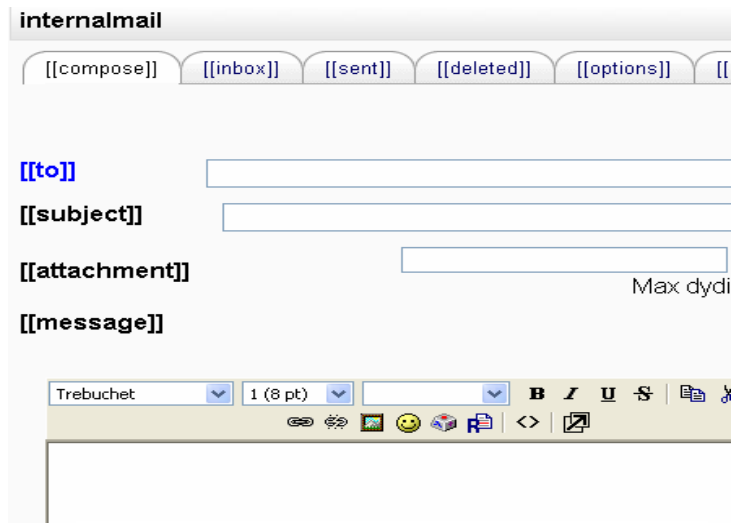 internalmail
[[compose]] [[inbox]] [[sent]] [[deleted]] [[options]] [[
[[to]]
[[subject]]
[[attachment]]
Max dydi
[[message]]
Trebuchet 1 (8 pt) B I U S